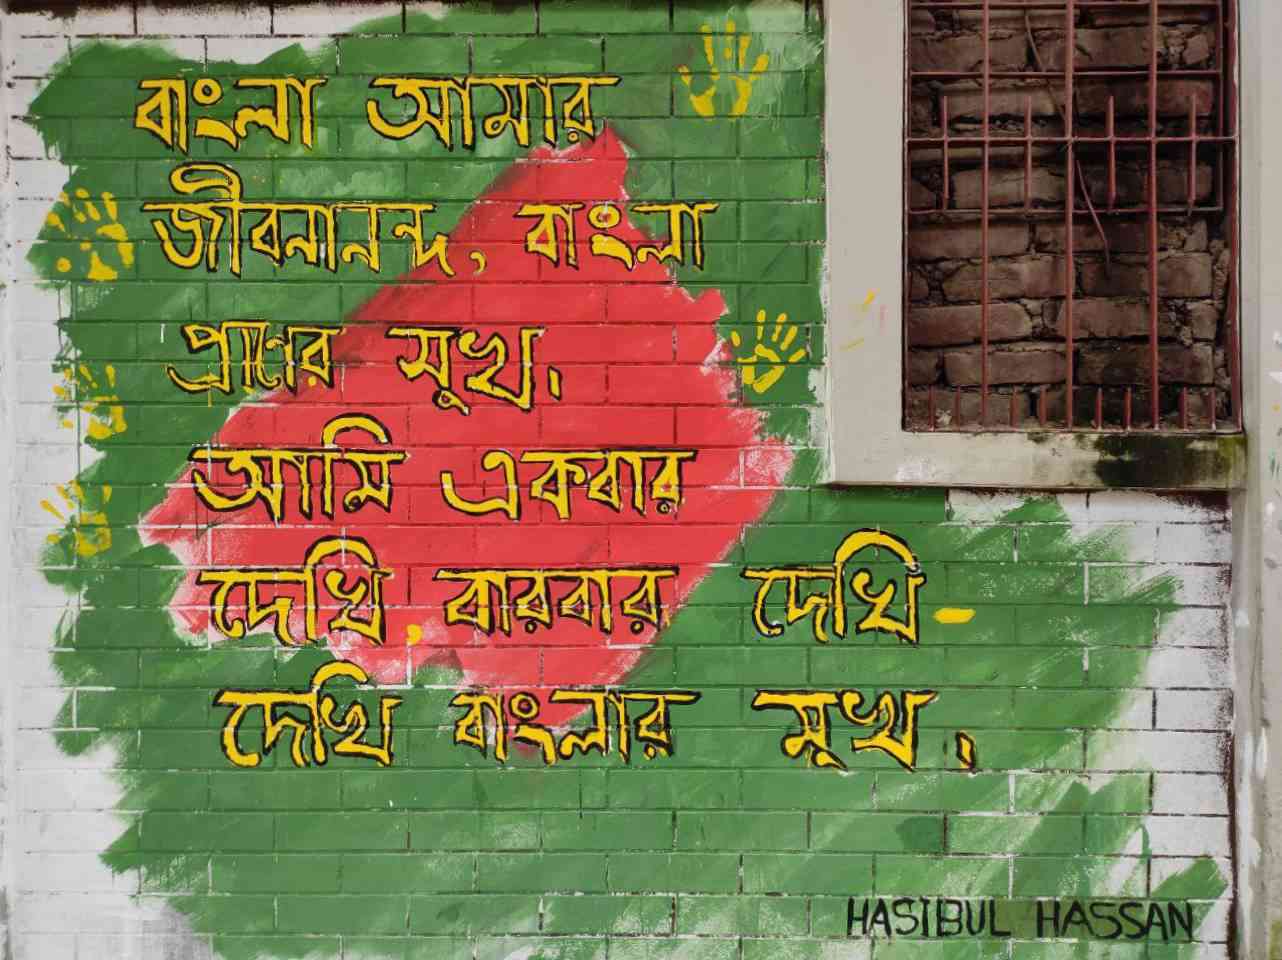 বাংলা আমার
জীবনানন্দ, বাংলা
প্রাণের সুখ।
আমি একবার
দেখি, বারবার দেখি-
দেখি বাংলার মুখ।
HASIBUL HASSAN